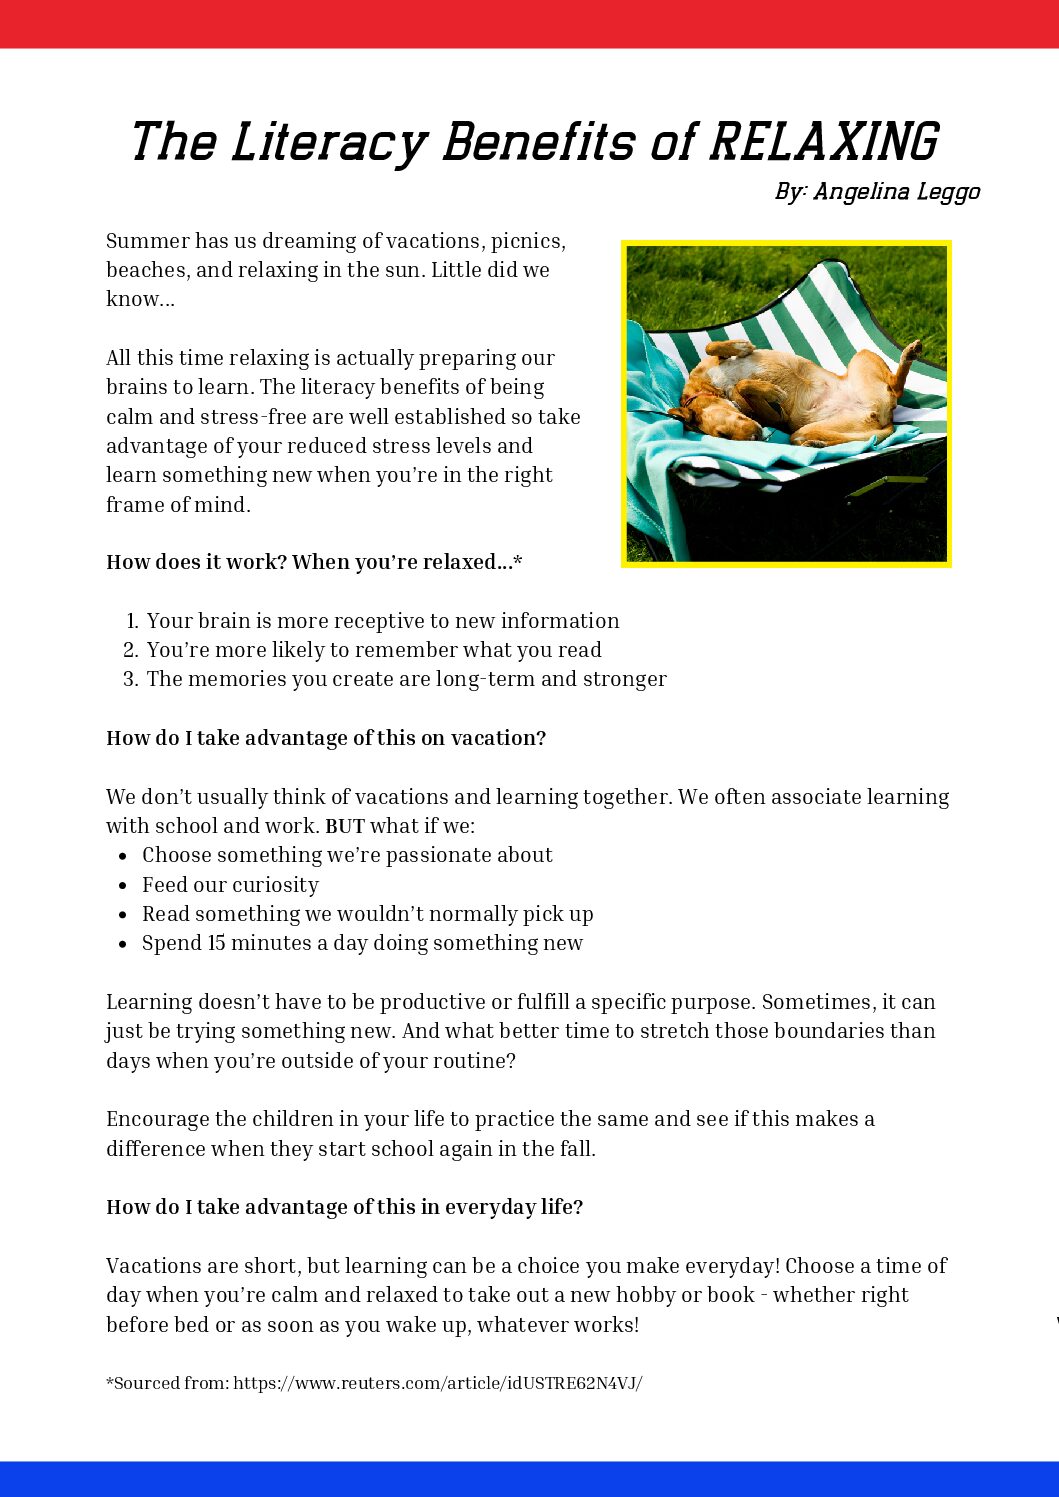 The Literacy Benefits of RELAXING
By: Angelina Leggo
Summer has us dreaming of vacations, picnics,
beaches, and relaxing in the sun. Little did we
know...
All this time relaxing is actually preparing our
brains to learn. The literacy benefits of being
calm and stress-free are well established so take
advantage of your reduced stress levels and
learn something new when you’re in the right
frame of mind.
How does it work? When you’re relaxed...*
1. Your brain is more receptive to new information
2. You’re more likely to remember what you read
3. The memories you create are long-term and stronger
How do I take advantage of this on vacation?
We don’t usually think of vacations and learning together. We often associate learning
with school and work. BUT what if we:
• Choose something we’re passionate about
• Feed our curiosity
• Read something we wouldn’t normally pick up
• Spend 15 minutes a day doing something new
Learning doesn’t have to be productive or fulfill a specific purpose. Sometimes, it can
just be trying something new. And what better time to stretch those boundaries than
days when you’re outside of your routine?
Encourage the children in your life to practice the same and see if this makes a
difference when they start school again in the fall.
How do I take advantage of this in everyday life?
Vacations are short, but learning can be a choice you make everyday! Choose a time of
day when you’re calm and relaxed to take out a new hobby or book - whether right
before bed or as soon as you wake up, whatever works!
*Sourced from: https://www.reuters.com/article/idUSTRE62N4VJ/